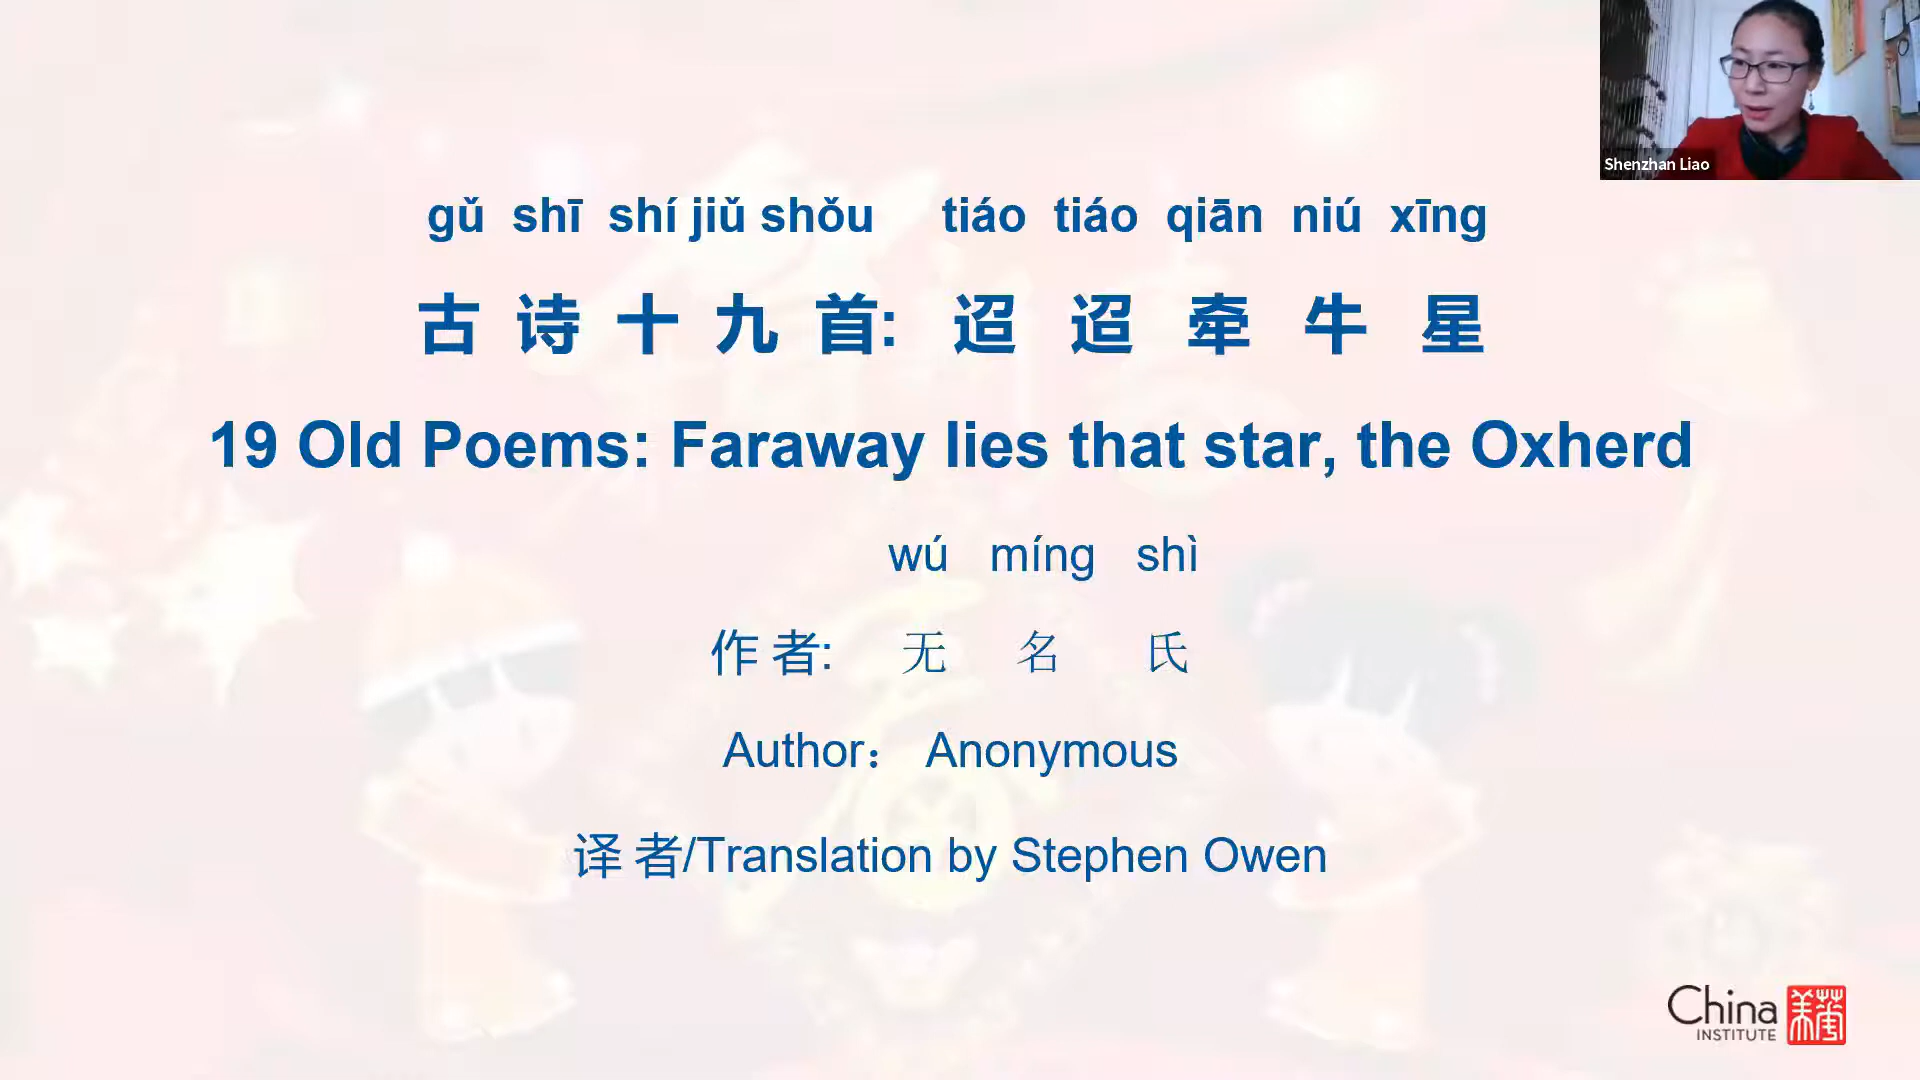 Shenzhan Liao
gǔ shī shí jiǔ shǒu tiáo tiáo qiān niú xīng
古 诗 十 九 首: 迢 迢 牵 牛 星
19 Old Poems: Faraway lies that star, the Oxherd
wú míng shì
作 者: 无 名 氏
Author： Anonymous
译 者/Translation by Stephen Owen
China
INSTITUTE